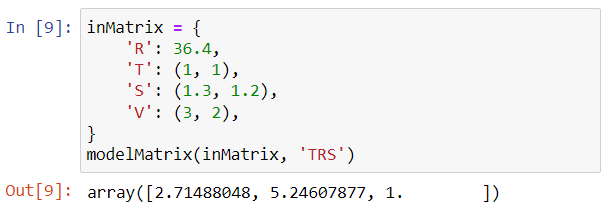 In [9]: inMatrix = {
    'R': 36.4,
    'T': (1, 1),
    'S': (1.3, 1.2),
    'V': (3, 2),
}
modelMatrix(inMatrix, 'TRS')
Out[9]: array([2.71488048, 5.24607877, 1.        ])